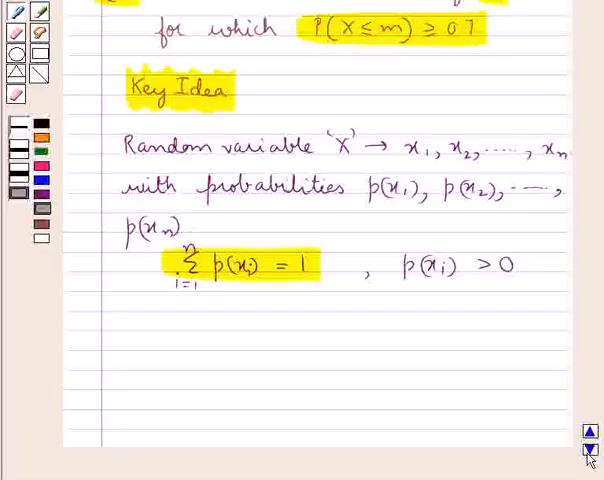 for which P(X ≤ m) ≥ 0.7
Key Idea
Random variable 'X' → x₁, x₂, ....., xₙ
with probabilities p(x₁), p(x₂), ...,
p(xₙ)
n
Σ p(xᵢ) = 1 , p(xᵢ) > 0
i=1